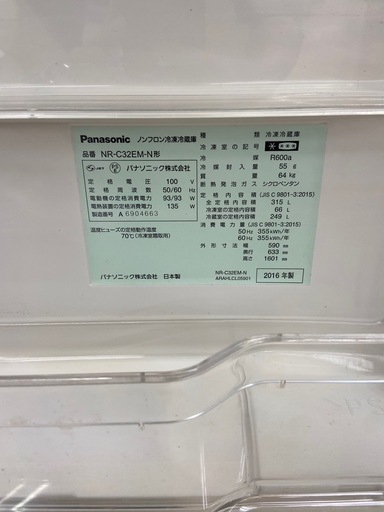 Panasonic ノンフロン冷凍冷蔵庫
品番 NR-C32EM-N形
パナソニック株式会社
定格電圧 100 V
定格周波数 50/60 Hz
電動機の定格消費電力 93/93 W
電熱装置の定格消費電力 135 W
製造番号 A 6904663
温度ヒューズの定格動作温度
70℃(冷凍室霜取用)
パナソニック株式会社 日本製
種類 冷凍冷蔵庫
冷凍室の記号
冷媒 R600a
冷媒封入量 55 g
質量 64 kg
断熱発泡ガス シクロペンタン
定格内容積 (JIS C 9801-3:2015)
全定格内容積 315 L
冷凍室の定格内容積 66 L
冷蔵室の定格内容積 249 L
消費電力量 (JIS C 9801-3:2015)
50Hz 355 kWh/年
60Hz 355 kWh/年
外形寸法 幅 590 mm
奥行 633 mm
高さ 1601 mm
NR-C32EM-N
ARAHLCL05901
2016 年製